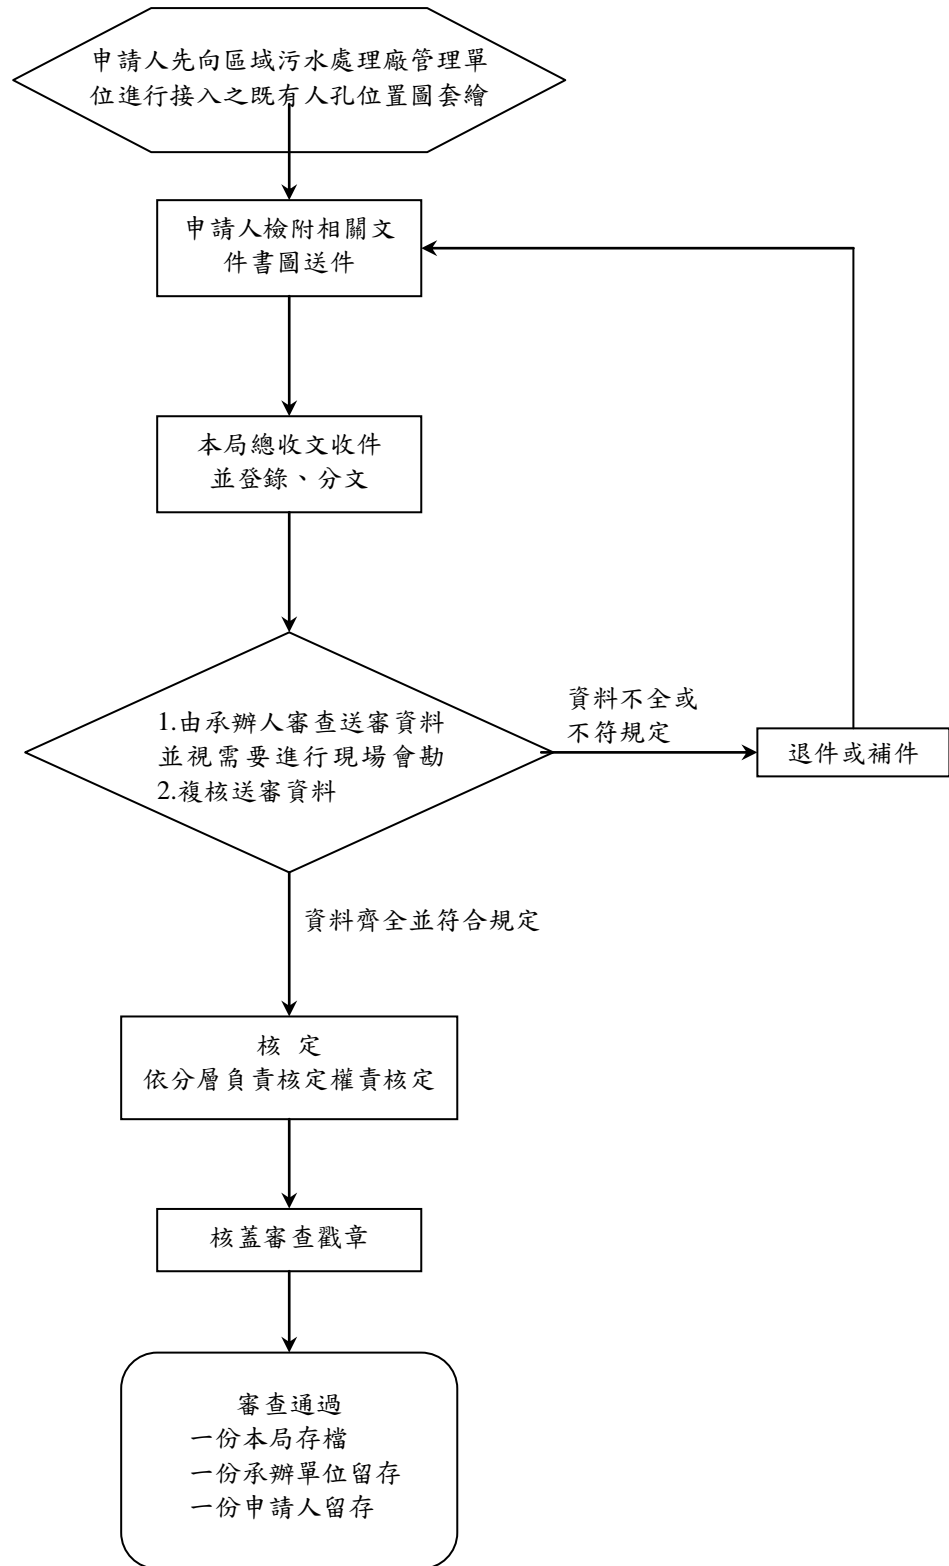 申請人先向區域污水處理廠管理單
位進行接入之既有人孔位置圖套繪
申請人檢附相關文
件書圖送件
本局總收文收件
並登錄、分文
1.由承辦人審查送審資料
並視需要進行現場會勘
2.複核送審資料
資料不全或
不符規定
退件或補件
資料齊全並符合規定
核 定
依分層負責核定權責核定
核蓋審查戳章
審查通過
一份本局存檔
一份承辦單位留存
一份申請人留存